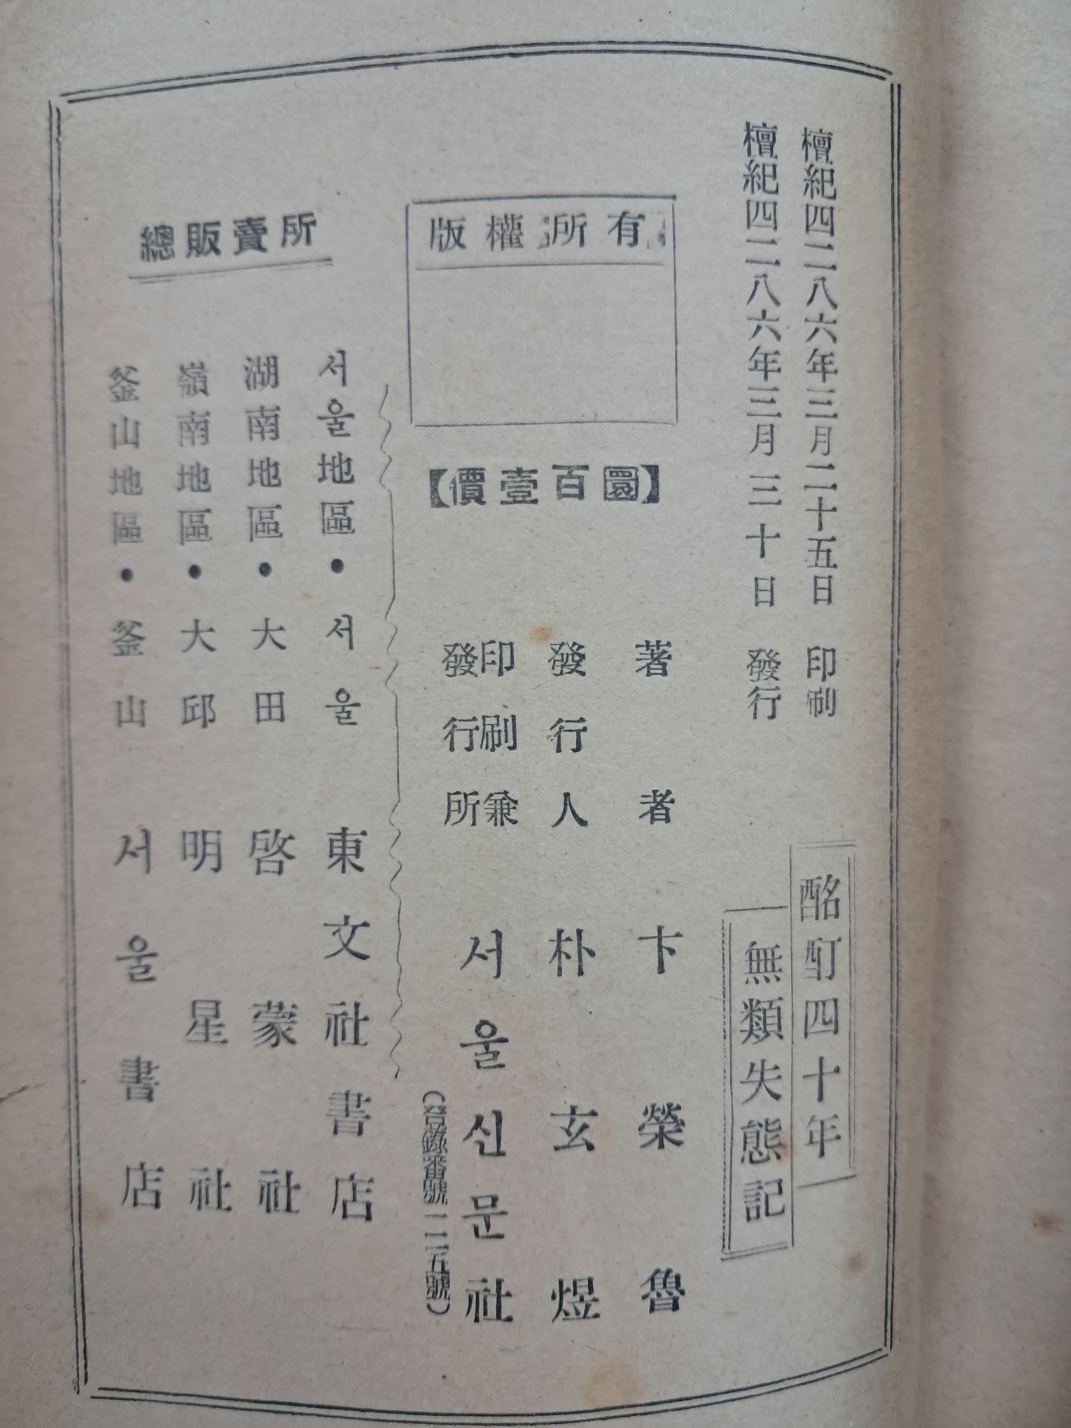 檀紀四二八六年三月二十五日 印刷
檀紀四二八六年三月三十日 發行
酩酊四十年
無類失態記
版權所有
【價壹百圜】
著者 卞榮魯
發行人 朴玄煜
印刷兼
發行所 서울신문社
(登錄番號一二五號)
總販賣所
서울地區•서울 東文社書店
湖南地區•大田 啓蒙社
嶺南地區•大邱 明星社
釜山地區•釜山 서울書店